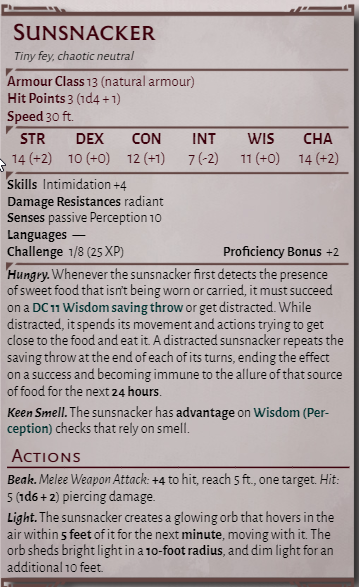 SUNSNACKER
Tiny fey, chaotic neutral
Armour Class 13 (natural armour)
Hit Points 3 (1d4 + 1)
Speed 30 ft.
STR DEX CON INT WIS CHA
14 (+2) 10 (+0) 12 (+1) 7 (-2) 11 (+0) 14 (+2)
Skills Intimidation +4
Damage Resistances radiant
Senses passive Perception 10
Languages —
Challenge 1/8 (25 XP) Proficiency Bonus +2
Hungry. Whenever the sunsnacker first detects the presence
of sweet food that isn't being worn or carried, it must succeed
on a DC 11 Wisdom saving throw or get distracted. While
distracted, it spends its movement and actions trying to get
close to the food and eat it. A distracted sunsnacker repeats the
saving throw at the end of each of its turns, ending the effect
on a success and becoming immune to the allure of that source
of food for the next 24 hours.
Keen Smell. The sunsnacker has advantage on Wisdom (Per-
ception) checks that rely on smell.
ACTIONS
Beak. Melee Weapon Attack: +4 to hit, reach 5 ft., one target. Hit:
5 (1d6 + 2) piercing damage.
Light. The sunsnacker creates a glowing orb that hovers in the
air within 5 feet of it for the next minute, moving with it. The
orb sheds bright light in a 10-foot radius, and dim light for an
additional 10 feet.